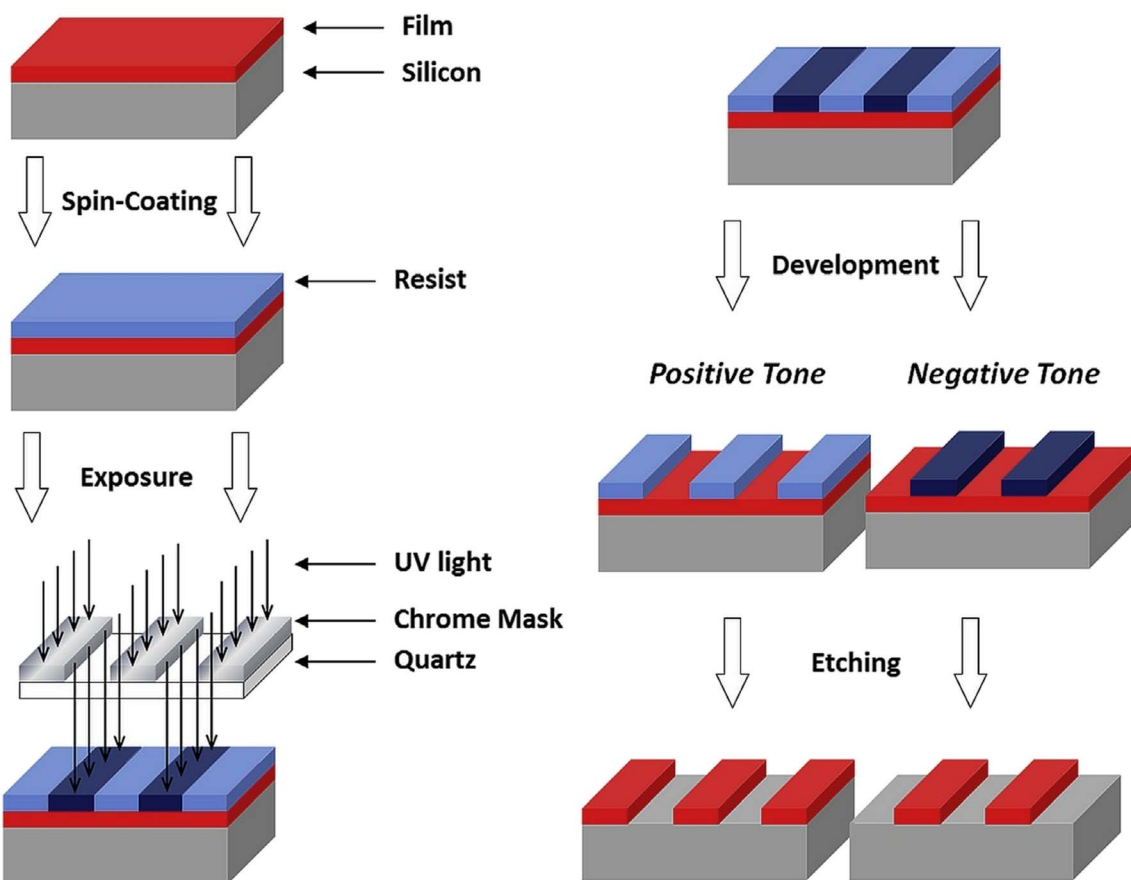 Film
Silicon
Spin-Coating
Resist
Exposure
UV light
Chrome Mask
Quartz
Development
Positive Tone
Negative Tone
Etching